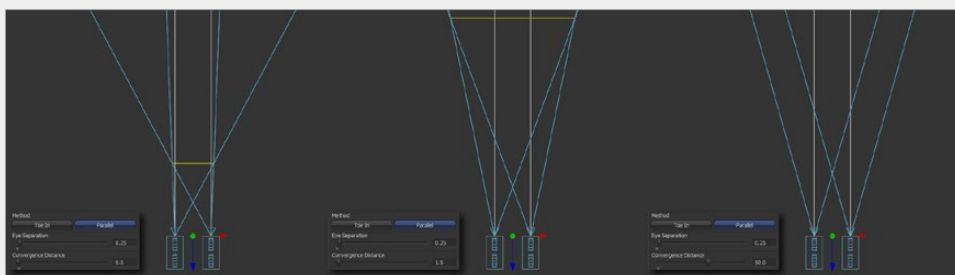 Method
Toe In Parallel
Eye Separation
0.25
Convergence Distance
Method
Toe In Parallel
Eye Separation
0.25
Convergence Distance
Method
Toe In Parallel
Eye Separation
0.25
Convergence Distance